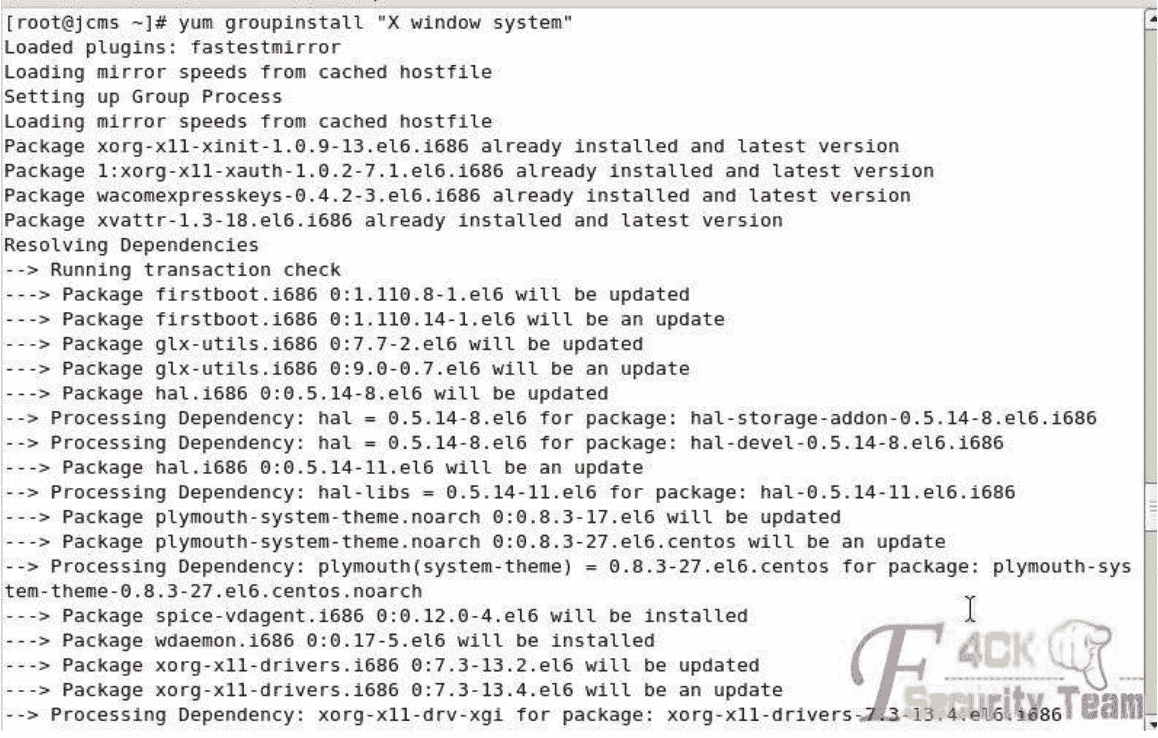 [root@jcms ~]# yum groupinstall "X window system"
Loaded plugins: fastestmirror
Loading mirror speeds from cached hostfile
Setting up Group Process
Loading mirror speeds from cached hostfile
Package xorg-x11-xinit-1.0.9-13.el6.i686 already installed and latest version
Package 1:xorg-x11-xauth-1.0.2-7.1.el6.i686 already installed and latest version
Package wacomexpresskeys-0.4.2-3.el6.i686 already installed and latest version
Package xvattr-1.3-18.el6.i686 already installed and latest version
Resolving Dependencies
--> Running transaction check
---> Package firstboot.i686 0:1.110.8-1.el6 will be updated
---> Package firstboot.i686 0:1.110.14-1.el6 will be an update
---> Package glx-utils.i686 0:7.7-2.el6 will be updated
---> Package glx-utils.i686 0:9.0-0.7.el6 will be an update
---> Package hal.i686 0:0.5.14-8.el6 will be updated
--> Processing Dependency: hal = 0.5.14-8.el6 for package: hal-storage-addon-0.5.14-8.el6.i686
--> Processing Dependency: hal = 0.5.14-8.el6 for package: hal-devel-0.5.14-8.el6.i686
---> Package hal.i686 0:0.5.14-11.el6 will be an update
--> Processing Dependency: hal-libs = 0.5.14-11.el6 for package: hal-0.5.14-11.el6.i686
---> Package plymouth-system-theme.noarch 0:0.8.3-17.el6 will be updated
---> Package plymouth-system-theme.noarch 0:0.8.3-27.el6.centos will be an update
--> Processing Dependency: plymouth(system-theme) = 0.8.3-27.el6.centos for package: plymouth-sys
tem-theme-0.8.3-27.el6.centos.noarch
---> Package spice-vdagent.i686 0:0.12.0-4.el6 will be installed
---> Package wdaemon.i686 0:0.17-5.el6 will be installed
---> Package xorg-x11-drivers.i686 0:7.3-13.2.el6 will be updated
---> Package xorg-x11-drivers.i686 0:7.3-13.4.el6 will be an update
--> Processing Dependency: xorg-x11-drv-xgi for package: xorg-x11-drivers-7.3-13.4.el6.i686
F4CK
Security Team